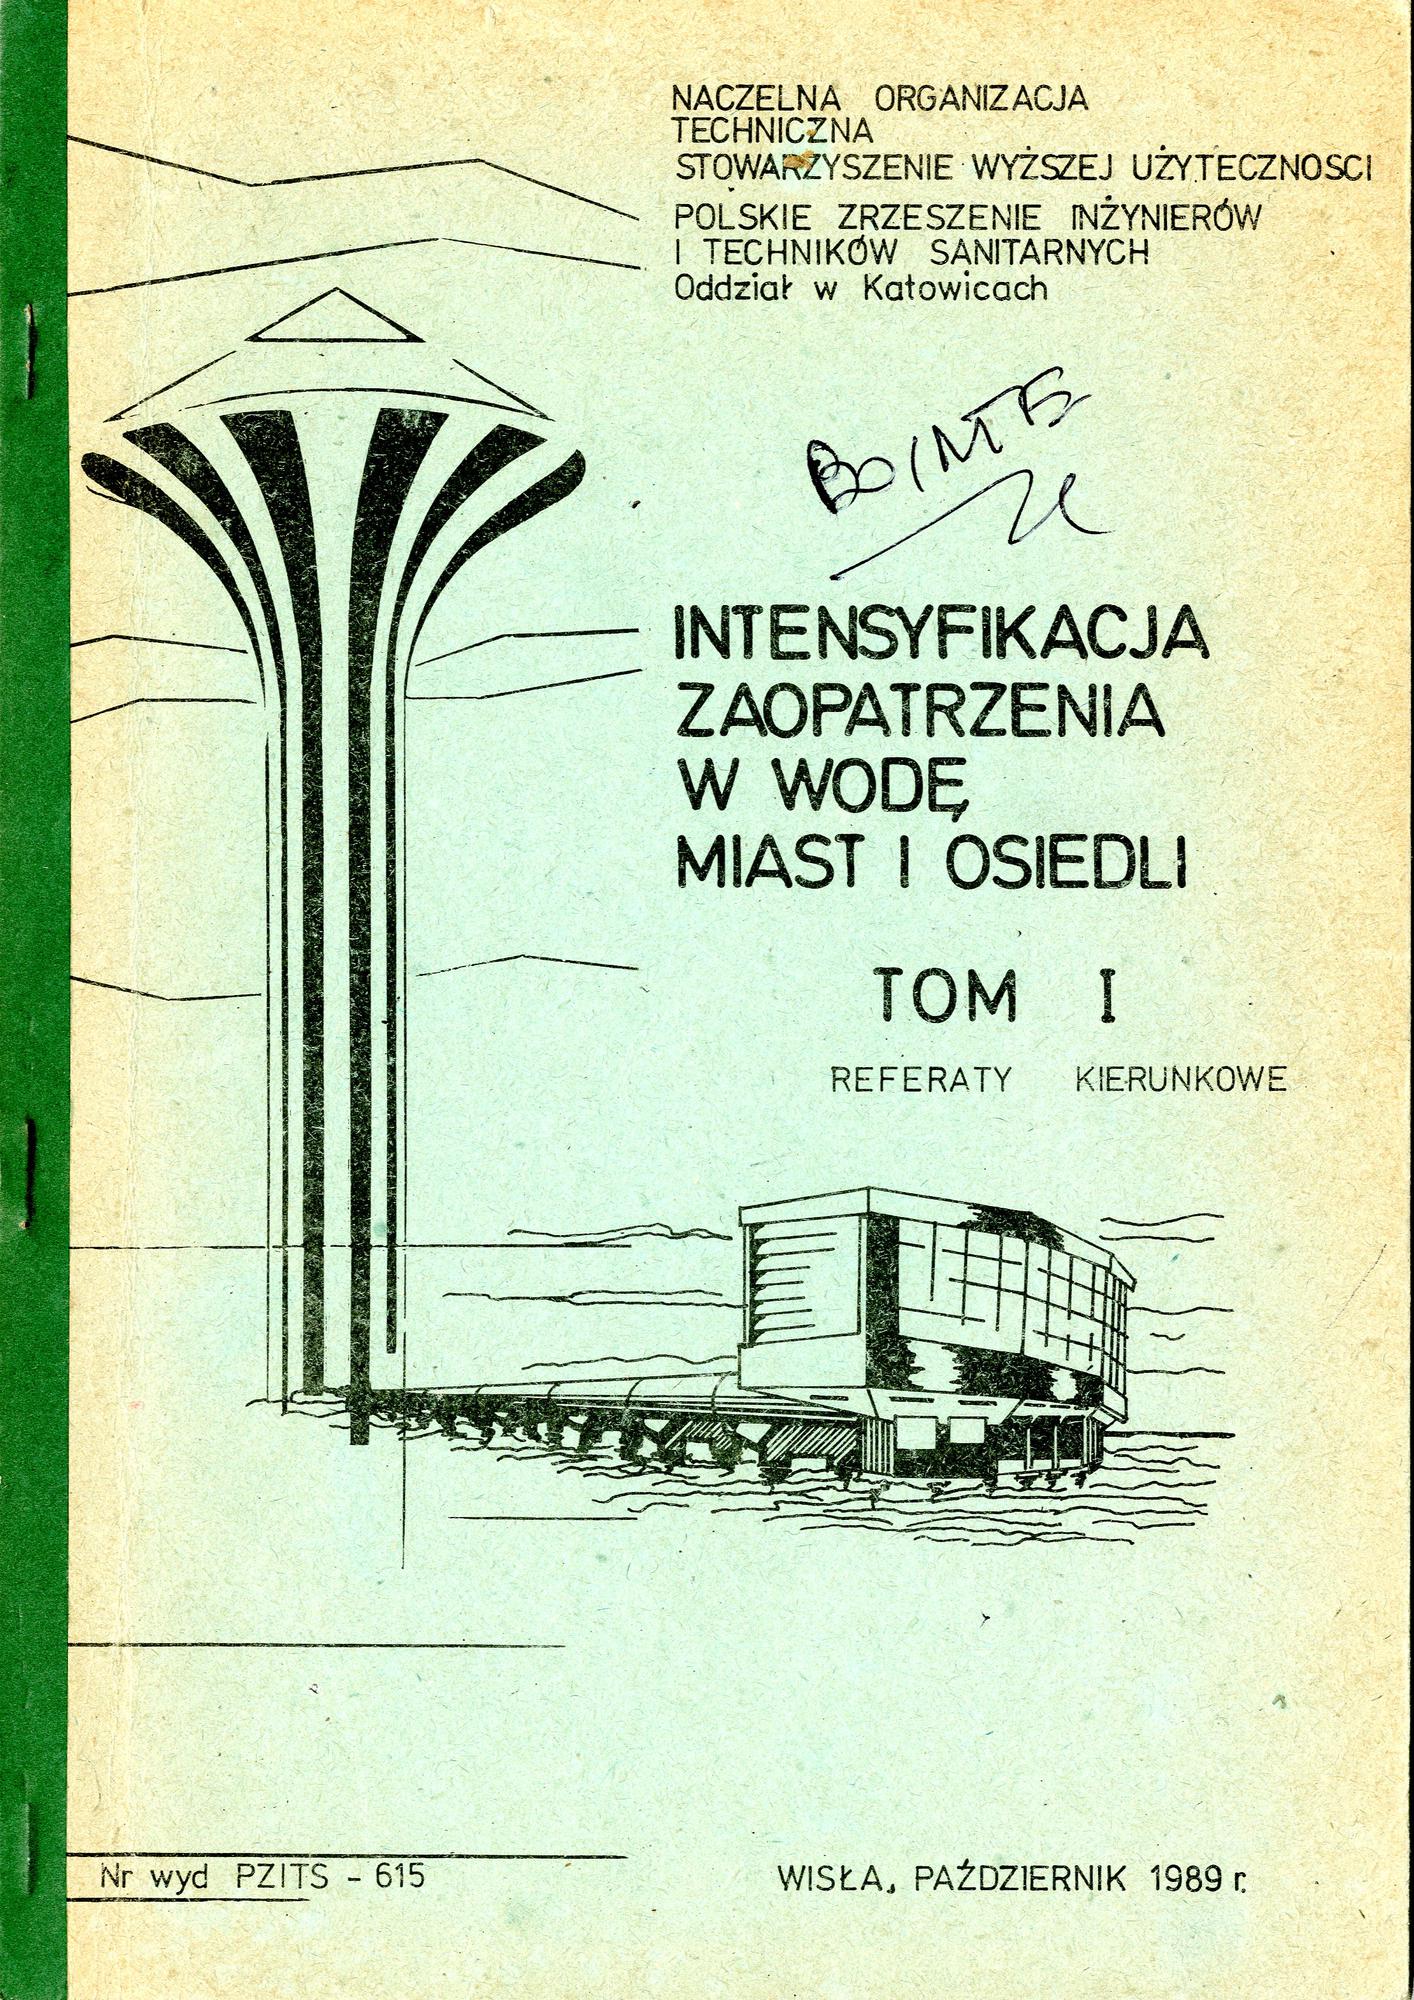 NACZELNA ORGANIZACJA
TECHNICZNA
STOWARZYSZENIE WYŻSZEJ UŻYTECZNOSCI
POLSKIE ZRZESZENIE INŻYNIERÓW
I TECHNIKÓW SANITARNYCH
Oddział w Katowicach
INTENSYFIKACJA
ZAOPATRZENIA
W WODĘ
MIAST I OSIEDLI
TOM I
REFERATY KIERUNKOWE
Nr wyd PZITS - 615
WISŁA, PAŹDZIERNIK 1989 r.